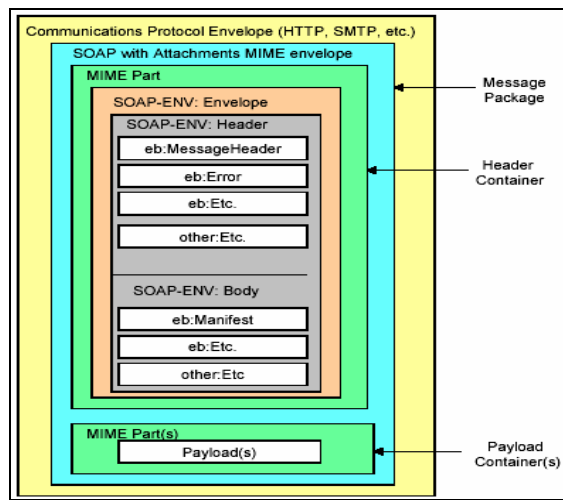 Communications Protocol Envelope (HTTP, SMTP, etc.)
SOAP with Attachments MIME envelope
MIME Part
SOAP-ENV: Envelope
SOAP-ENV: Header
eb:MessageHeader
eb:Error
eb:Etc.
other:Etc.
SOAP-ENV: Body
eb:Manifest
eb:Etc.
other:Etc
MIME Part(s)
Payload(s)
Message
Package
Header
Container
Payload
Container(s)